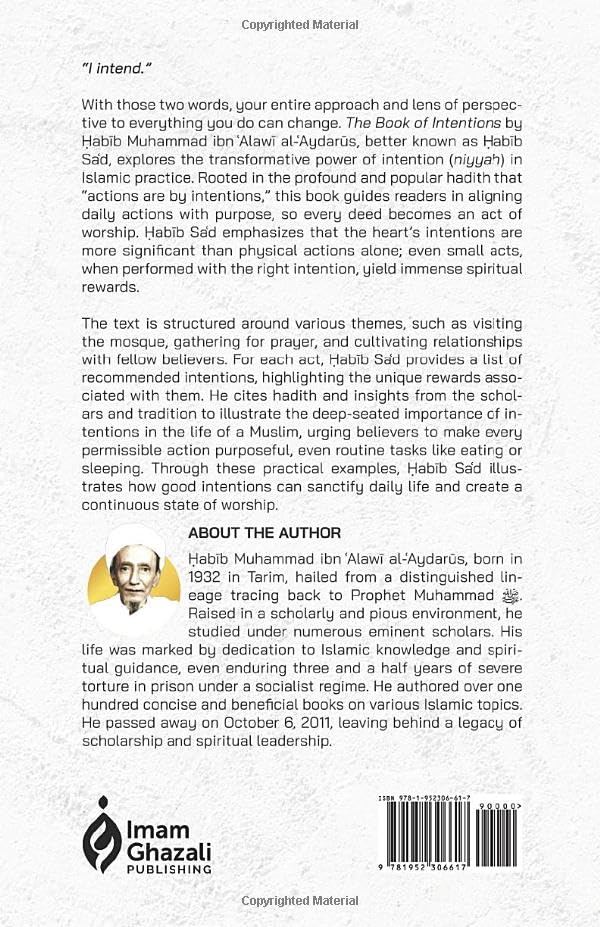 Copyrighted Material
“I intend.”
With those two words, your entire approach and lens of perspec-
tive to everything you do can change. The Book of Intentions by
Ḥabīb Muhammad ibn ʿAlawī al-ʿAydarūs, better known as Ḥabīb
Saʿd, explores the transformative power of intention (niyyah) in
Islamic practice. Rooted in the profound and popular hadith that
“actions are by intentions,” this book guides readers in aligning
daily actions with purpose, so every deed becomes an act of
worship. Ḥabīb Saʿd emphasizes that the heart’s intentions are
more significant than physical actions alone; even small acts,
when performed with the right intention, yield immense spiritual
rewards.
The text is structured around various themes, such as visiting
the mosque, gathering for prayer, and cultivating relationships
with fellow believers. For each act, Ḥabīb Saʿd provides a list of
recommended intentions, highlighting the unique rewards asso-
ciated with them. He cites hadith and insights from the schol-
ars and tradition to illustrate the deep-seated importance of in-
tentions in the life of a Muslim, urging believers to make every
permissible action purposeful, even routine tasks like eating or
sleeping. Through these practical examples, Ḥabīb Saʿd illus-
trates how good intentions can sanctify daily life and create a
continuous state of worship.
ABOUT THE AUTHOR
Ḥabīb Muhammad ibn ʿAlawī al-ʿAydarūs, born in
1932 in Tarim, hailed from a distinguished lin-
eage tracing back to Prophet Muhammad ﷺ.
Raised in a scholarly and pious environment, he
studied under numerous eminent scholars. His
life was marked by dedication to Islamic knowledge and spiri-
tual guidance, even enduring three and a half years of severe
torture in prison under a socialist regime. He authored over one
hundred concise and beneficial books on various Islamic topics.
He passed away on October 6, 2011, leaving behind a legacy of
scholarship and spiritual leadership.
Imam
Ghazali
PUBLISHING
ISBN 978-1-952306-61-7
90000>
9 781952 306617
Copyrighted Material